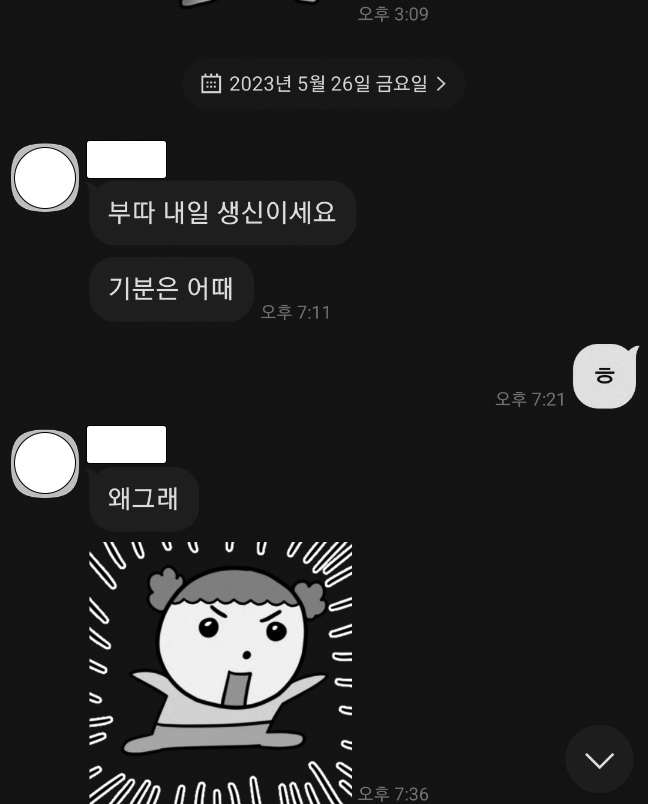 오후 3:09
2023년 5월 26일 금요일
부따 내일 생신이세요
기분은 어때
오후 7:11
ㅎ
오후 7:21
왜그래
오후 7:36